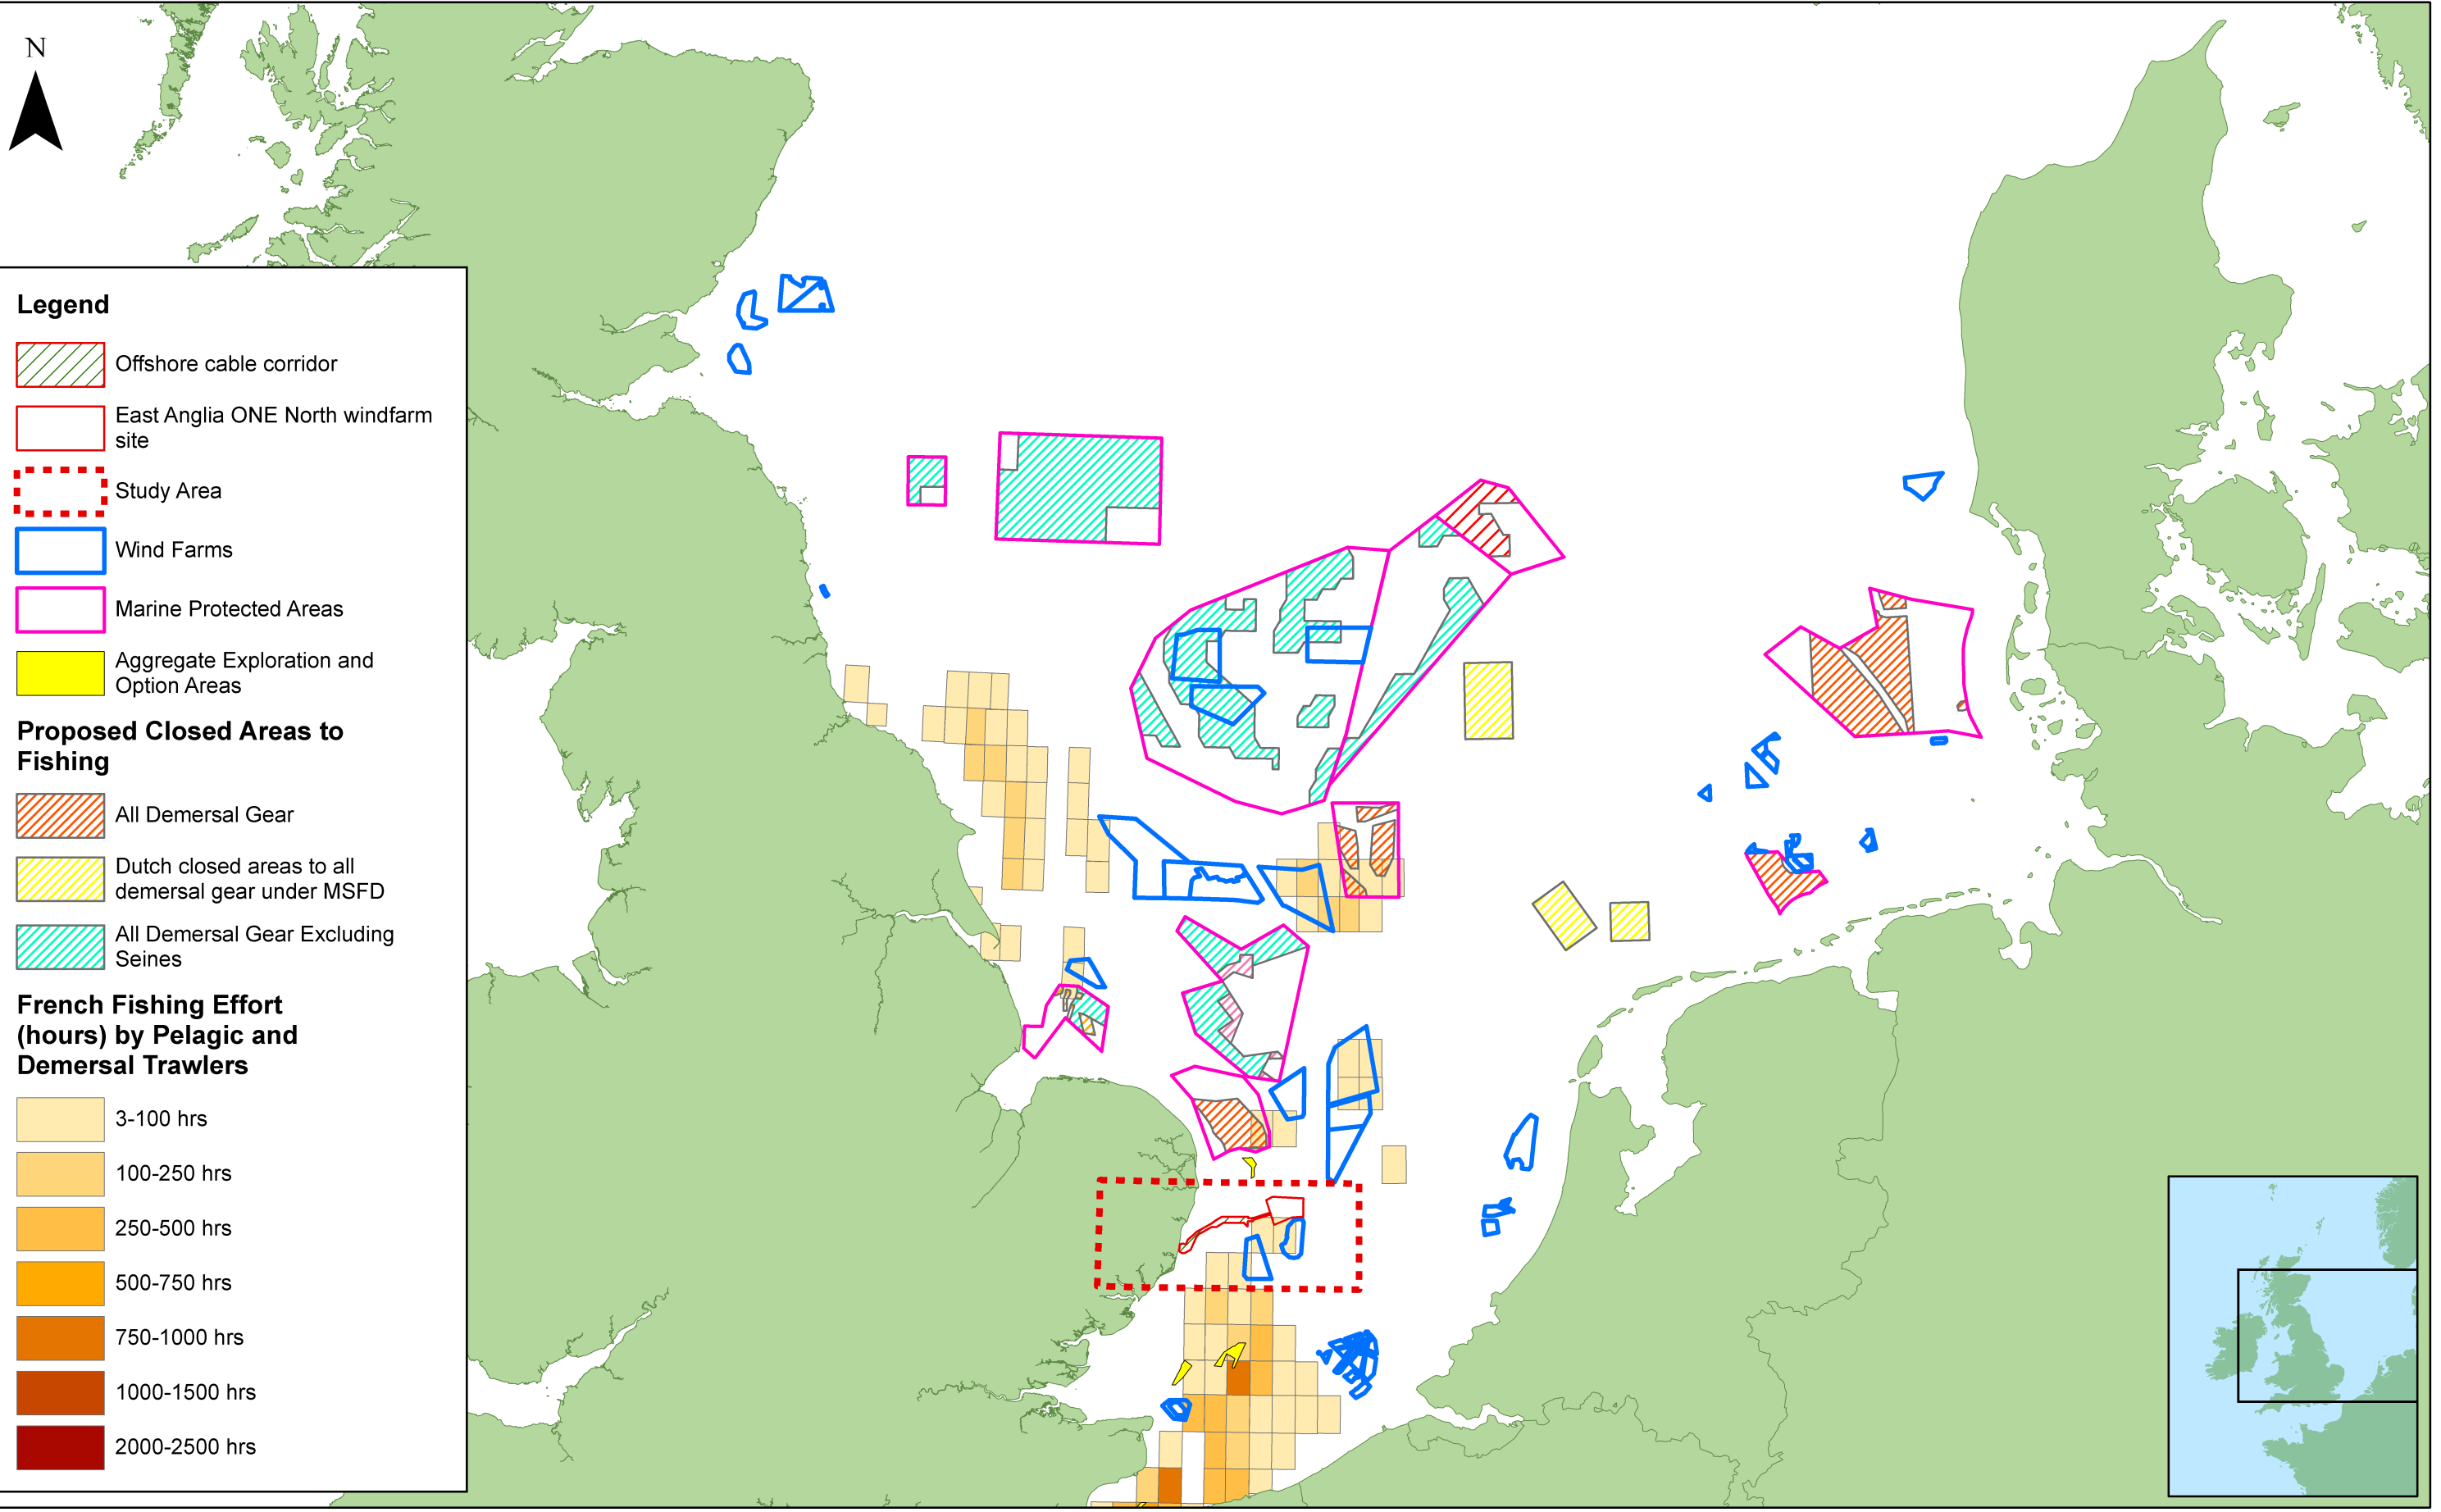 N
Legend
Offshore cable corridor
East Anglia ONE North windfarm
site
Study Area
Wind Farms
Marine Protected Areas
Aggregate Exploration and
Option Areas
Proposed Closed Areas to
Fishing
All Demersal Gear
Dutch closed areas to all
demersal gear under MSFD
All Demersal Gear Excluding
Seines
French Fishing Effort
(hours) by Pelagic and
Demersal Trawlers
3-100 hrs
100-250 hrs
250-500 hrs
500-750 hrs
750-1000 hrs
1000-1500 hrs
2000-2500 hrs